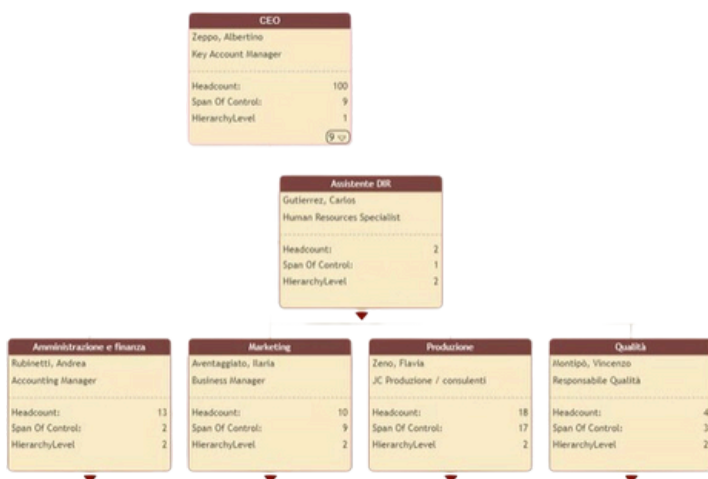 CEO
Zeppo, Albertino
Key Account Manager
Headcount: 100
Span Of Control: 9
HierarchyLevel 1
9
Assistente DIR
Gutierrez, Carlos
Human Resources Specialist
Headcount: 2
Span Of Control: 1
HierarchyLevel 2
Amministrazione e finanza
Rubinetti, Andrea
Accounting Manager
Headcount: 13
Span Of Control: 2
HierarchyLevel 2
Marketing
Aventaggiato, Ilaria
Business Manager
Headcount: 10
Span Of Control: 9
HierarchyLevel 2
Produzione
Zeno, Flavia
JC Produzione / consulenti
Headcount: 18
Span Of Control: 17
HierarchyLevel 2
Qualità
Montipò, Vincenzo
Responsabile Qualità
Headcount: 4
Span Of Control: 3
HierarchyLevel 2